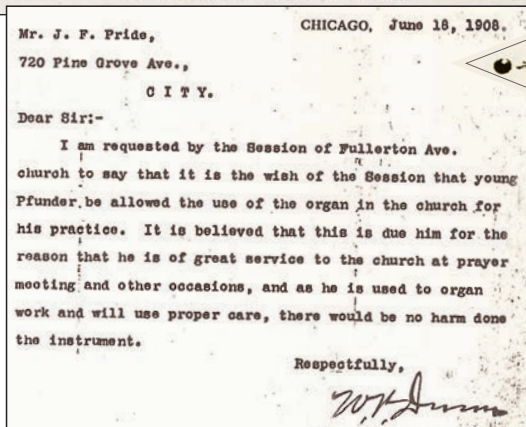 CHICAGO, June 18, 1908.
Mr. J. F. Pride,
720 Pine Grove Ave.,
C I T Y.
Dear Sir:-
I am requested by the Session of Fullerton Ave.
church to say that it is the wish of the Session that young
Pfunder be allowed the use of the organ in the church for
his practice. It is believed that this is due him for the
reason that he is of great service to the church at prayer
meeting and other occasions, and as he is used to organ
work and will use proper care, there would be no harm done
the instrument.
Respectfully,